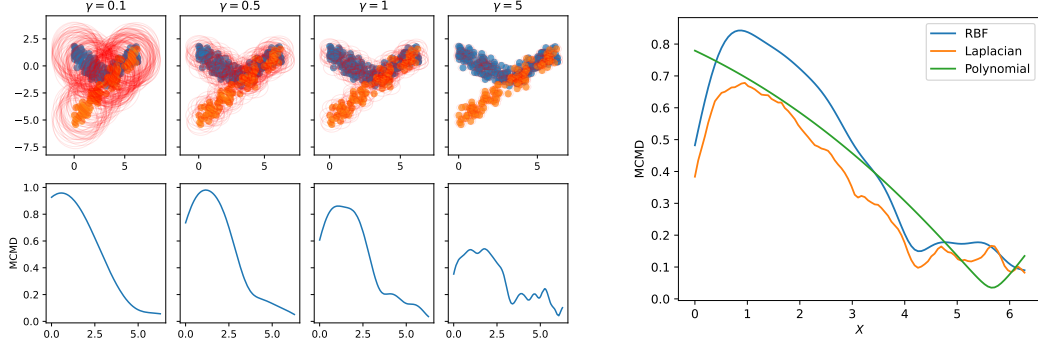 γ = 0.1 γ = 0.5 γ = 1 γ = 5
2.5
0.0
−2.5
−5.0
−7.5
0 5 0 5 0 5 0 5
1.0
0.8
0.6
0.4
0.2
0.0
MCMD
0.0 2.5 5.0 0.0 2.5 5.0 0.0 2.5 5.0 0.0 2.5 5.0
RBF
Laplacian
Polynomial
0.8
0.7
0.6
0.5
0.4
0.3
0.2
0.1
0.0
MCMD
0 1 2 3 4 5 6
X